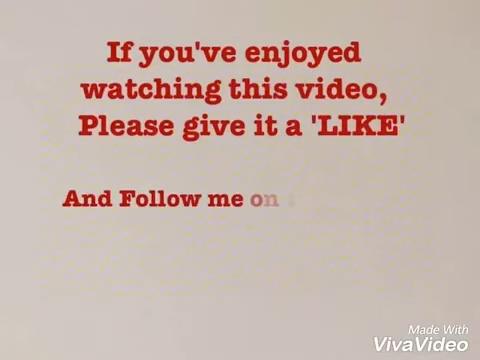 If you've enjoyed
watching this video,
Please give it a 'LIKE'
And Follow me on
Made With
VivaVideo